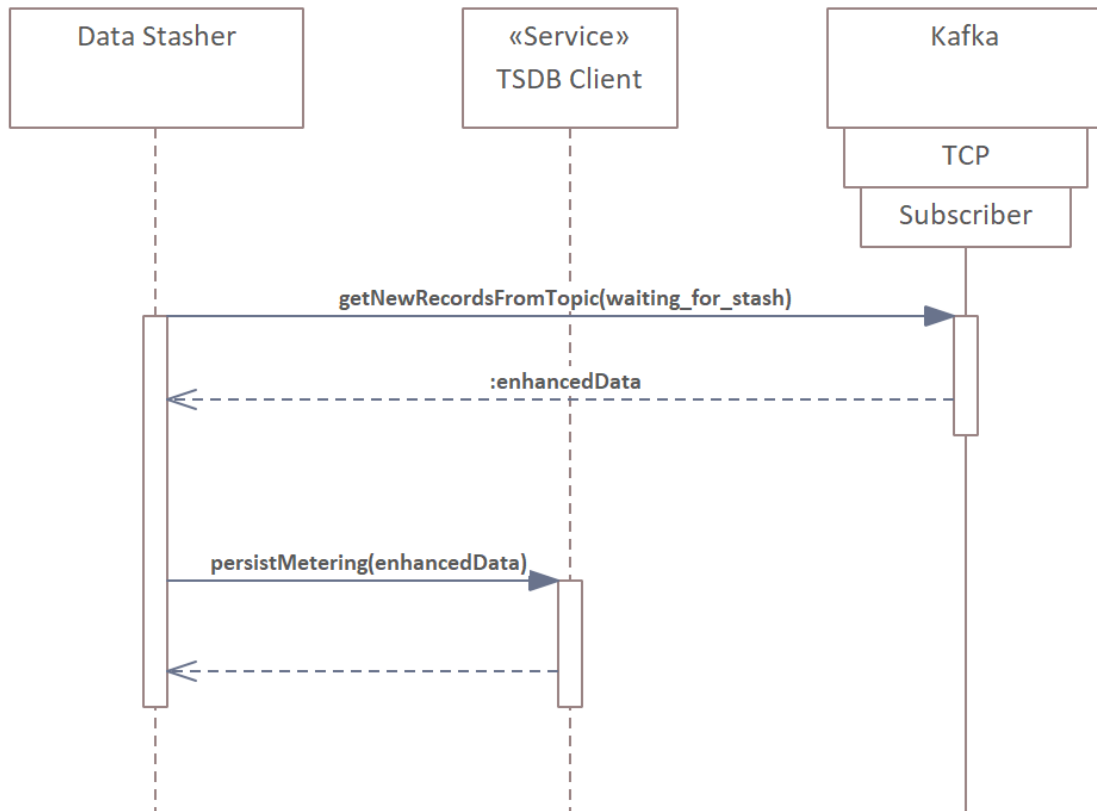 Data Stasher
«Service»
TSDB Client
Kafka
TCP
Subscriber
getNewRecordsFromTopic(waiting_for_stash)
:enhancedData
persistMetering(enhancedData)